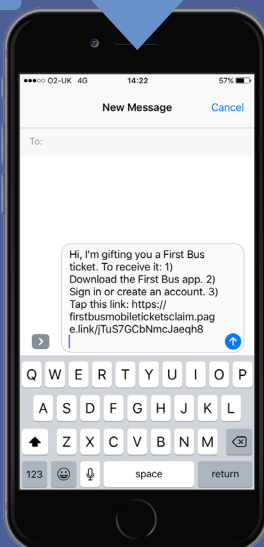 O2-UK 4G 14:22 57%
New Message Cancel
To:
Hi, I'm gifting you a First Bus
ticket. To receive it: 1)
Download the First Bus app. 2)
Sign in or create an account. 3)
Tap this link: https://
firstbusmobileticketsclaim.pag
e.link/jTuS7GCbNmcJaeqh8
Q W E R T Y U I O P
A S D F G H J K L
Z X C V B N M
123 space return